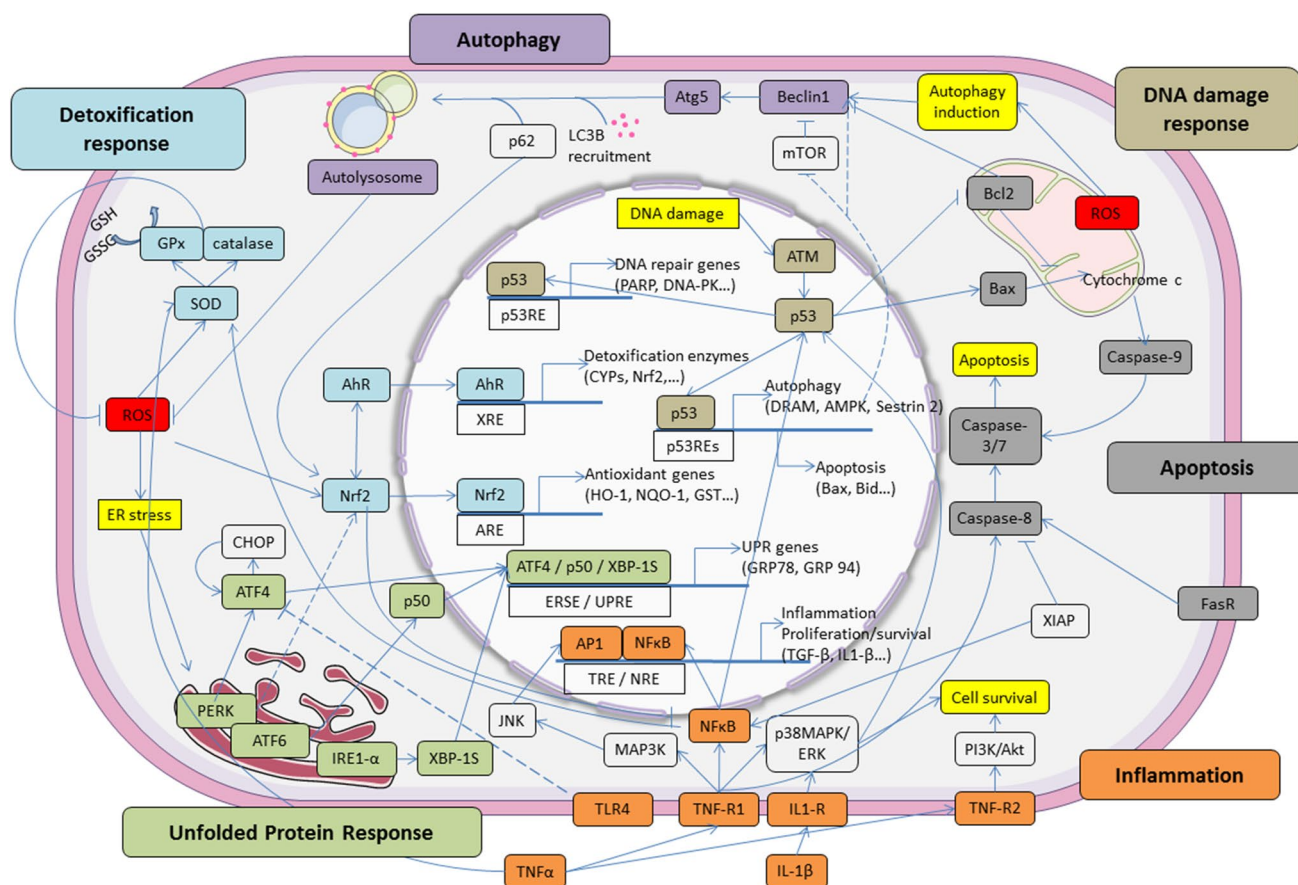 Autophagy
Detoxification
response
DNA damage
response
Atg5
Beclin1
Autophagy
induction
p62
LC3B
recruitment
mTOR
Autolysosome
Bcl2
ROS
GSH
GSSG
GPx
catalase
DNA damage
ATM
DNA repair genes
(PARP, DNA-PK...)
p53
p53RE
p53
Bax
Cytochrome c
SOD
Detoxification enzymes
(CYPs, Nrf2,...)
Apoptosis
Caspase-9
AhR
AhR
XRE
Autophagy
(DRAM, AMPK, Sestrin 2)
ROS
p53
p53REs
Caspase-
3/7
Apoptosis
Antioxidant genes
(HO-1, NQO-1, GST...)
Apoptosis
(Bax, Bid...)
Nrf2
Nrf2
ARE
ER stress
Caspase-8
CHOP
UPR genes
(GRP78, GRP 94)
ATF4 / p50 / XBP-1S
ERSE / UPRE
ATF4
p50
FasR
XIAP
Inflammation
Proliferation/survival
(TGF-β, IL1-β...)
AP1
NFκB
TRE / NRE
PERK
ATF6
IRE1-α
XBP-1S
JNK
MAP3K
NFκB
p38MAPK/
ERK
Cell survival
PI3K/Akt
Inflammation
TLR4
TNF-R1
IL1-R
TNF-R2
Unfolded Protein Response
TNFα
IL-1β